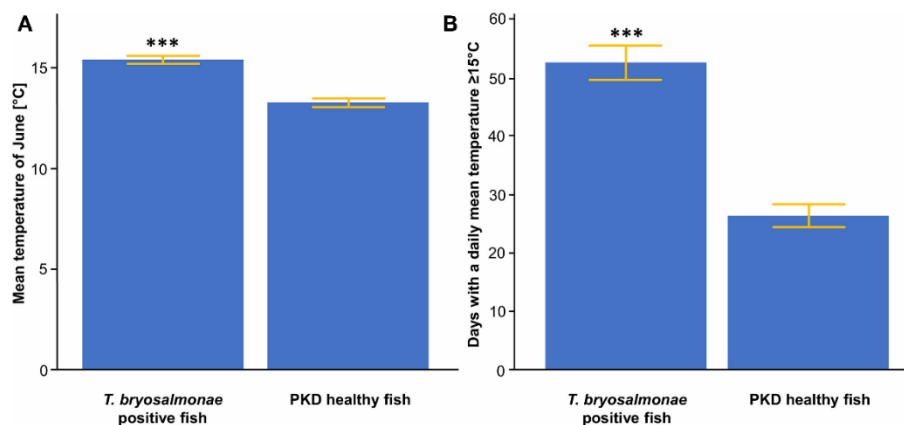 A
***
Mean temperature of June [°C]
15
10
5
0
T. bryosalmonae
positive fish
PKD healthy fish
B
***
Days with a daily mean temperature ≥15°C
60
50
40
30
20
10
0
T. bryosalmonae
positive fish
PKD healthy fish